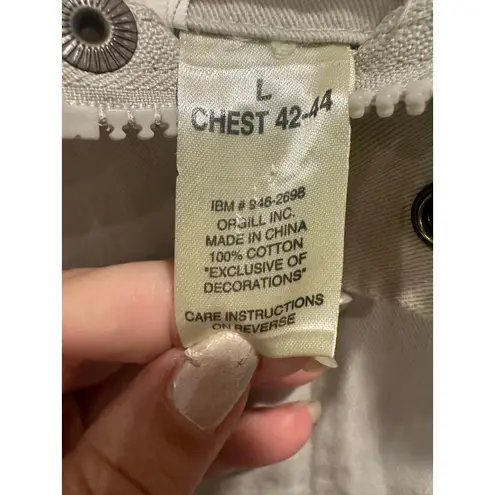 L
CHEST 42-44
IBM # 946-2698
ORGILL INC.
MADE IN CHINA
100% COTTON
"EXCLUSIVE OF
DECORATIONS"
CARE INSTRUCTIONS
ON REVERSE